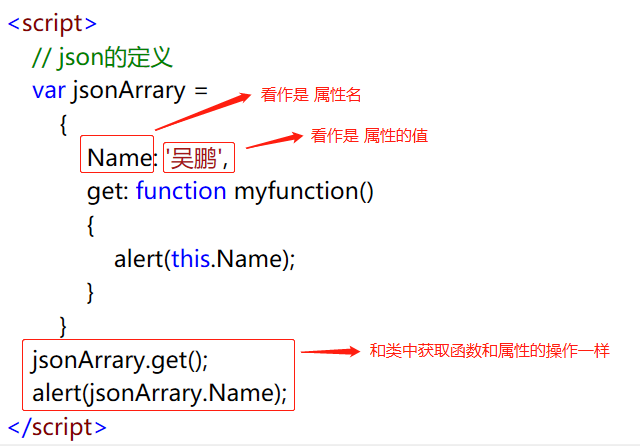 <script>
// json的定义
var jsonArrary =
看作是 属性名
{
看作是 属性的值
Name: '吴鹏',
get: function myfunction()
{
alert(this.Name);
}
}
jsonArrary.get();
和类中获取函数和属性的操作一样
alert(jsonArrary.Name);
</script>